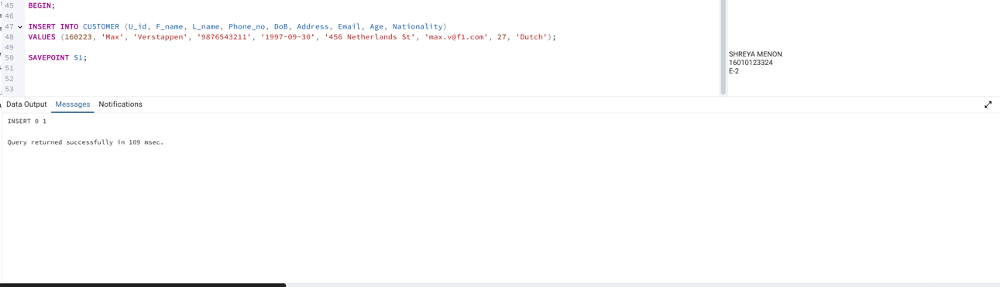 45 BEGIN;
46
47 INSERT INTO CUSTOMER (U_id, F_name, L_name, Phone_no, DoB, Address, Email, Age, Nationality)
48 VALUES (160223, 'Max', 'Verstappen', '9876543211', '1997-09-30', '456 Netherlands St', 'max.v@f1.com', 27, 'Dutch');
49
50 SAVEPOINT S1;
51
52
53
SHREYA MENON
16010123324
E-2
Data Output Messages Notifications
INSERT 0 1
Query returned successfully in 109 msec.